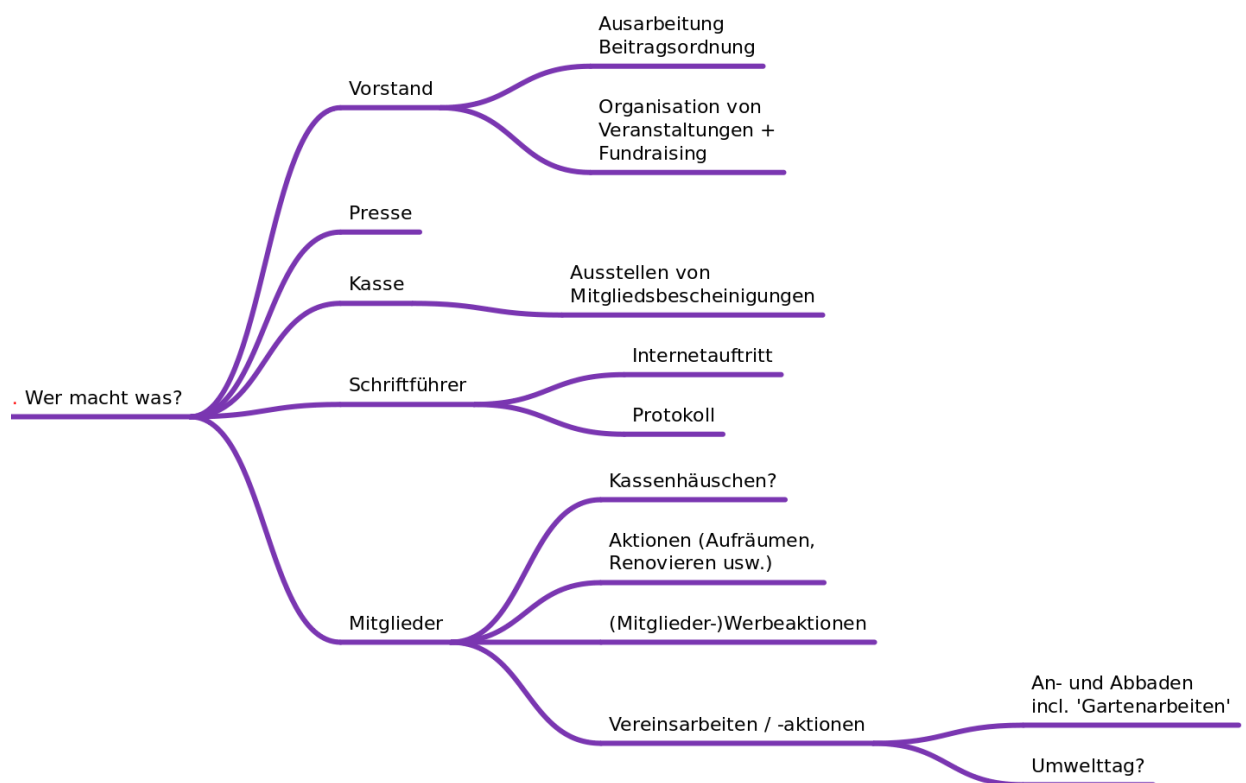 Ausarbeitung
Beitragsordnung
Vorstand
Organisation von
Veranstaltungen +
Fundraising
Presse
Kasse
Ausstellen von
Mitgliedsbescheinigungen
. Wer macht was?
Schriftführer
Internetauftritt
Protokoll
Kassenhäuschen?
Aktionen (Aufräumen,
Renovieren usw.)
Mitglieder
(Mitglieder-)Werbeaktionen
Vereinsarbeiten / -aktionen
An- und Abbaden
incl. 'Gartenarbeiten'
Umwelttag?